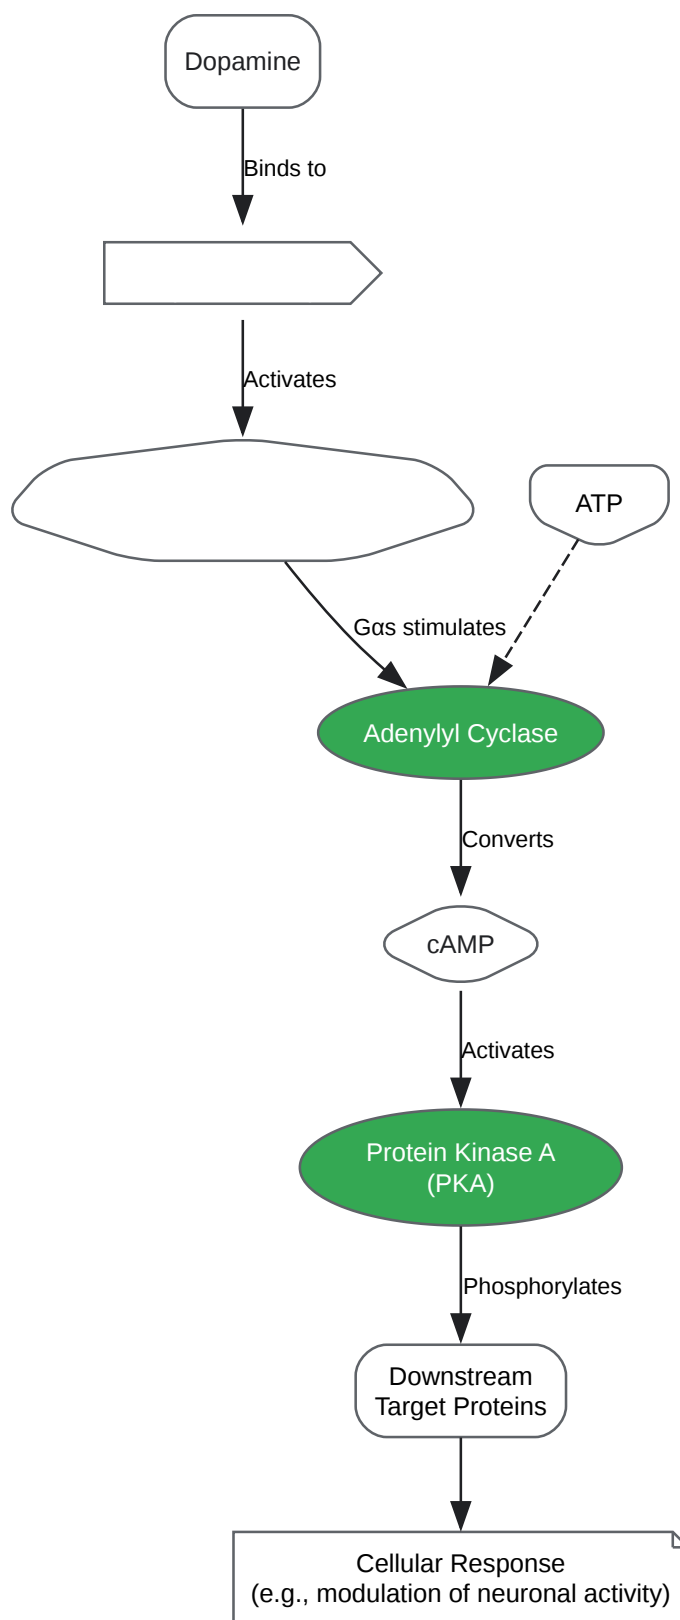 Dopamine
Binds to
Activates
ATP
Gαs stimulates
Adenylyl Cyclase
Converts
cAMP
Activates
Protein Kinase A
(PKA)
Phosphorylates
Downstream
Target Proteins
Cellular Response
(e.g., modulation of neuronal activity)